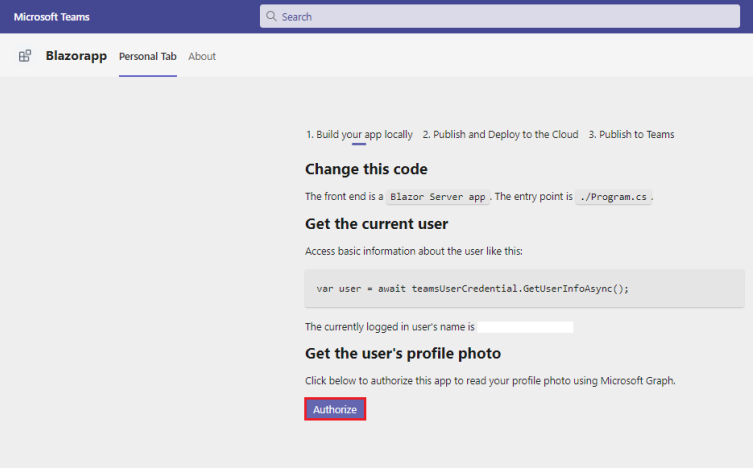 Microsoft Teams
Search
Blazorapp Personal Tab About
1. Build your app locally 2. Publish and Deploy to the Cloud 3. Publish to Teams
Change this code
The front end is a Blazor Server app. The entry point is ./Program.cs.
Get the current user
Access basic information about the user like this:
var user = await teamsUserCredential.GetUserInfoAsync();
The currently logged in user's name is
Get the user's profile photo
Click below to authorize this app to read your profile photo using Microsoft Graph.
Authorize